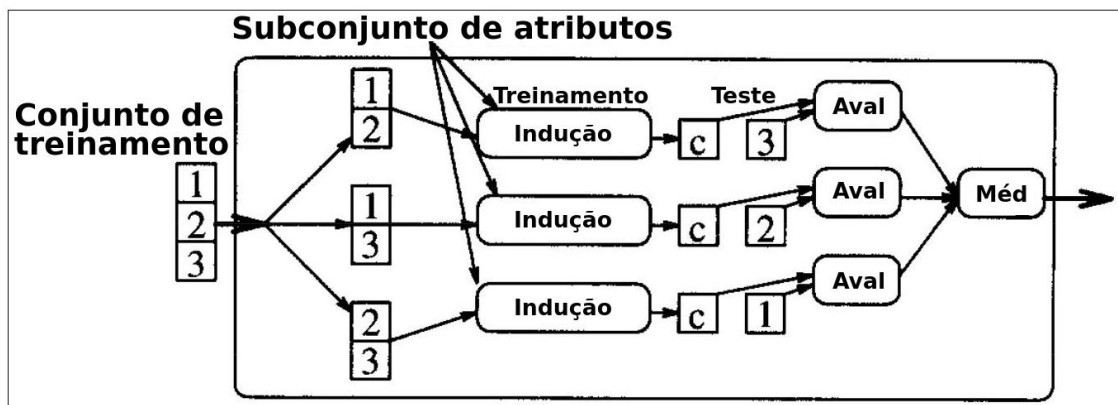 Subconjunto de atributos
Conjunto de
treinamento
1
2
3
1
2
Treinamento
Indução
c
Teste
3
Aval
1
3
Indução
c
2
Aval
Méd
2
3
Indução
c
1
Aval